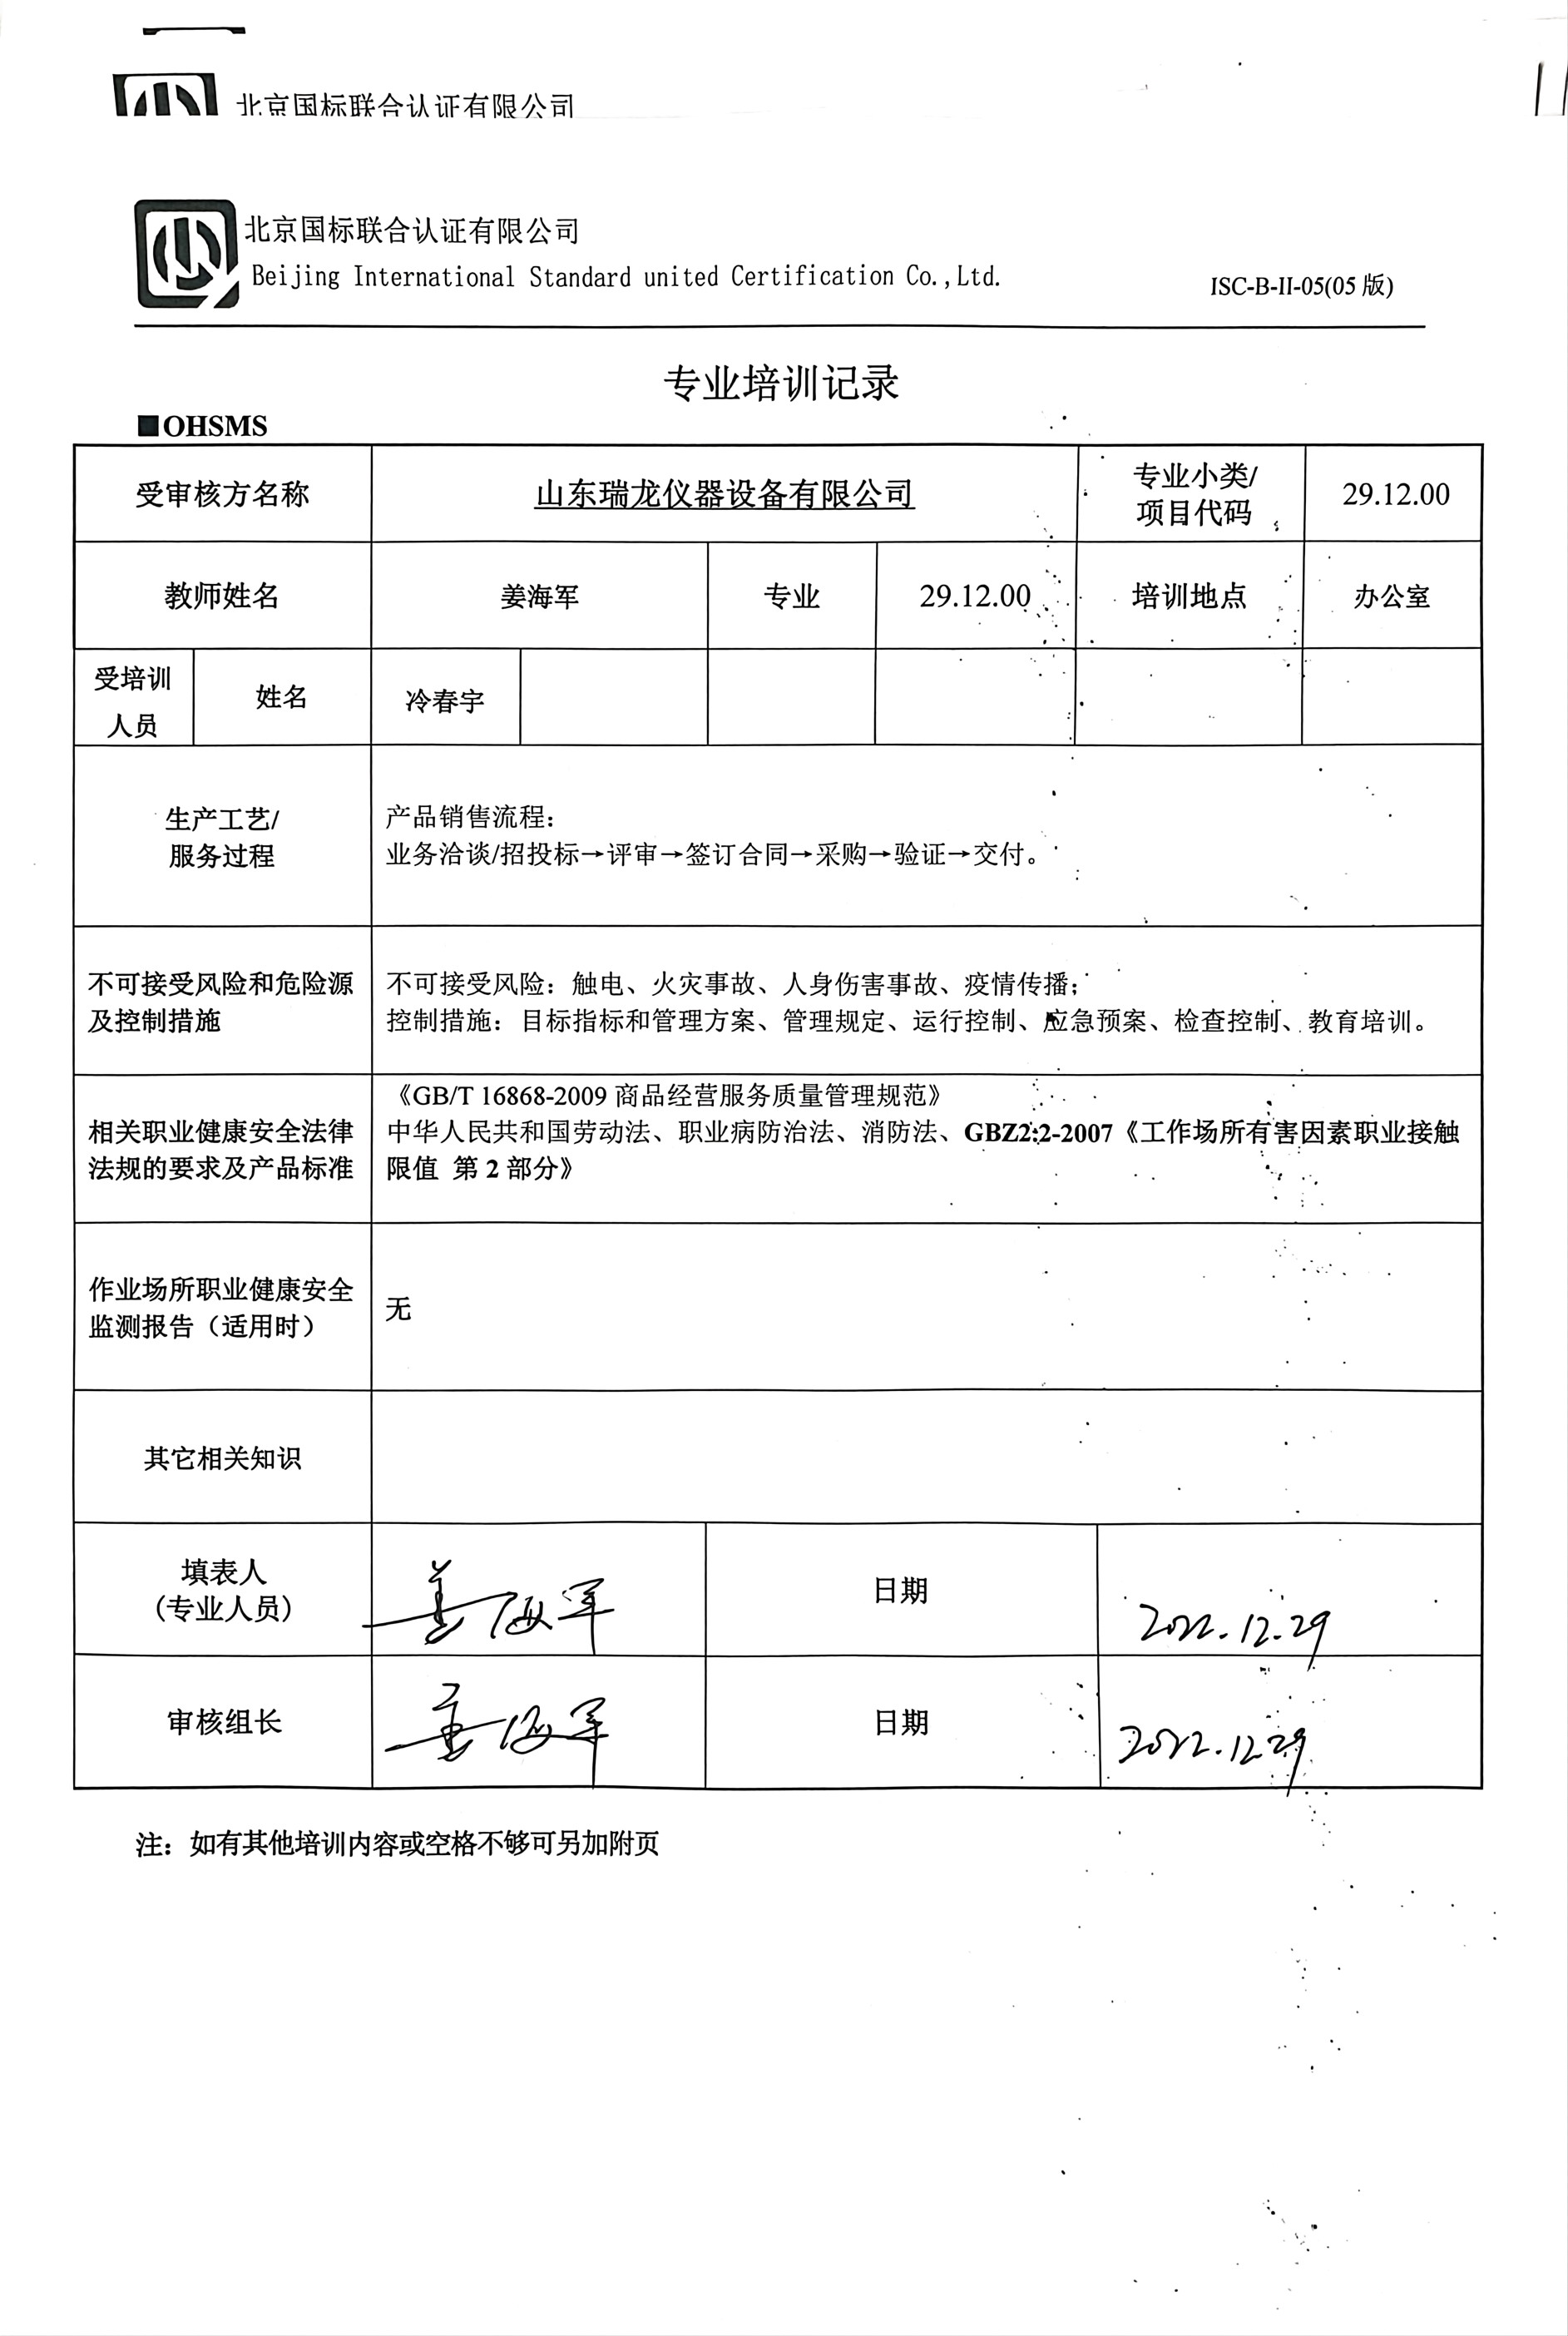 北京国标联合认证有限公司
北京国标联合认证有限公司
Beijing International Standard united Certification Co.,Ltd.
ISC-B-II-05(05 版)
专业培训记录
■OHSMS
受审核方名称
山东瑞龙仪器设备有限公司
专业小类/
项目代码
29.12.00
教师姓名
姜海军
专业
29.12.00
培训地点
办公室
受培训
人员
姓名
冷春宇
生产工艺/
服务过程
产品销售流程：
业务洽谈/招投标→评审→签订合同→采购→验证→交付。
不可接受风险和危险源
及控制措施
不可接受风险：触电、火灾事故、人身伤害事故、疫情传播；
控制措施：目标指标和管理方案、管理规定、运行控制、应急预案、检查控制、教育培训。
相关职业健康安全法律
法规的要求及产品标准
《GB/T 16868-2009 商品经营服务质量管理规范》
中华人民共和国劳动法、职业病防治法、消防法、GBZ2.2-2007《工作场所有害因素职业接触
限值 第 2 部分》
作业场所职业健康安全
监测报告（适用时）
无
其它相关知识
填表人
（专业人员）
姜海军
日期
2022.12.29
审核组长
姜海军
日期
2022.12.29
注：如有其他培训内容或空格不够可另加附页